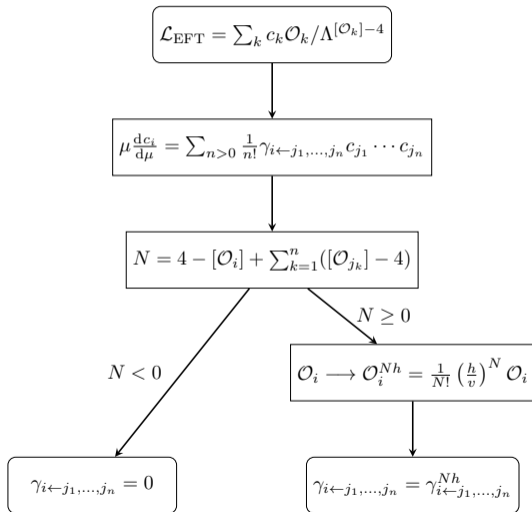 $\mathcal{L}_{\mathrm{EFT}} = \sum_k c_k \mathcal{O}_k / \Lambda^{[\mathcal{O}_k]-4}$
$\mu \frac{\mathrm{d}c_i}{\mathrm{d}\mu} = \sum_{n>0} \frac{1}{n!} \gamma_{i \leftarrow j_1,\ldots,j_n} c_{j_1} \cdots c_{j_n}$
$N = 4 - [\mathcal{O}_i] + \sum_{k=1}^{n} ([\mathcal{O}_{j_k}] - 4)$
$N \geq 0$
$N < 0$
$\mathcal{O}_i \longrightarrow \mathcal{O}_i^{Nh} = \frac{1}{N!} \left(\frac{h}{v}\right)^N \mathcal{O}_i$
$\gamma_{i \leftarrow j_1,\ldots,j_n} = 0$
$\gamma_{i \leftarrow j_1,\ldots,j_n} = \gamma_{i \leftarrow j_1,\ldots,j_n}^{Nh}$